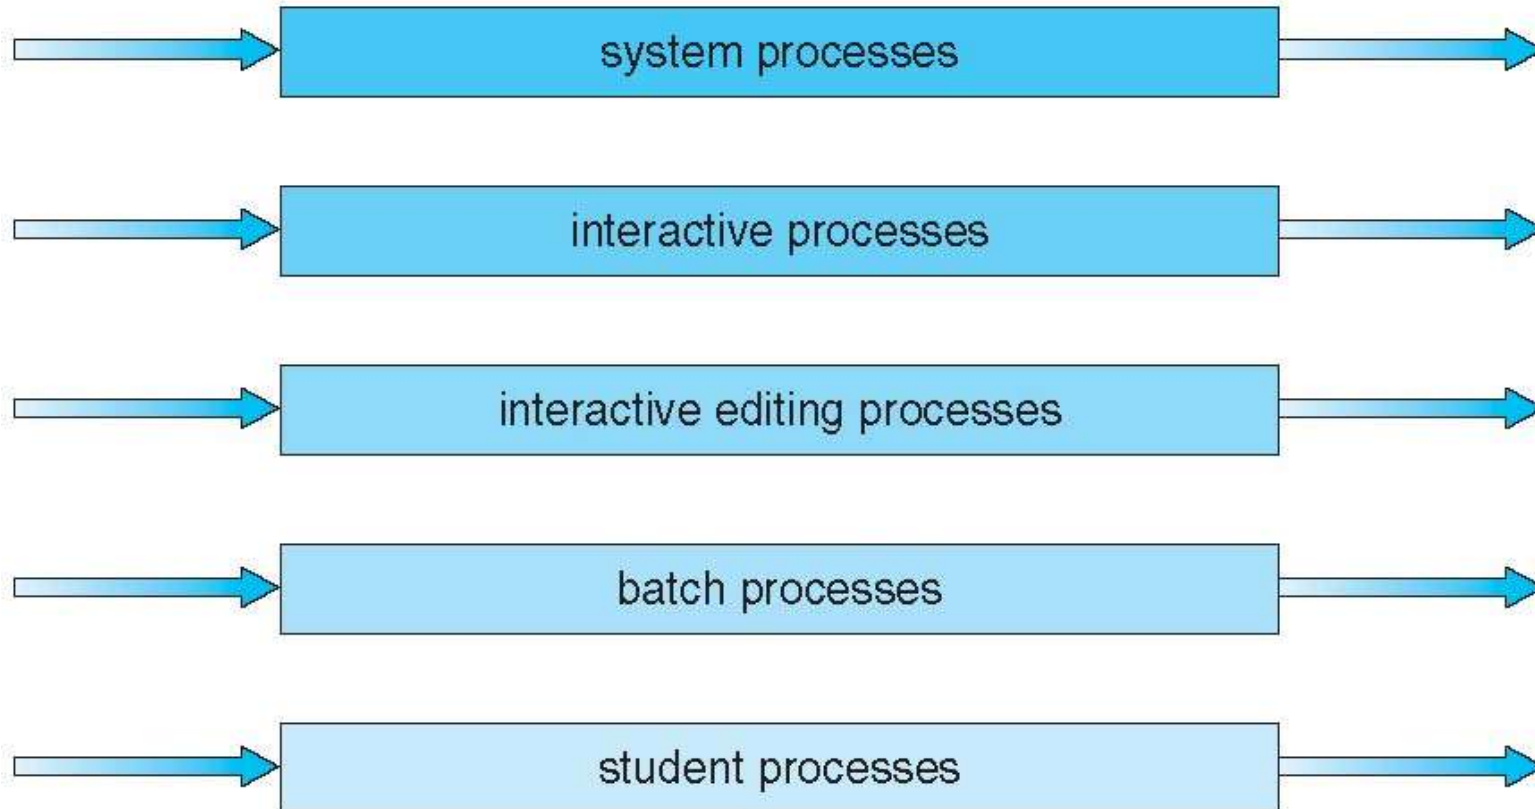 system processes
interactive processes
interactive editing processes
batch processes
student processes